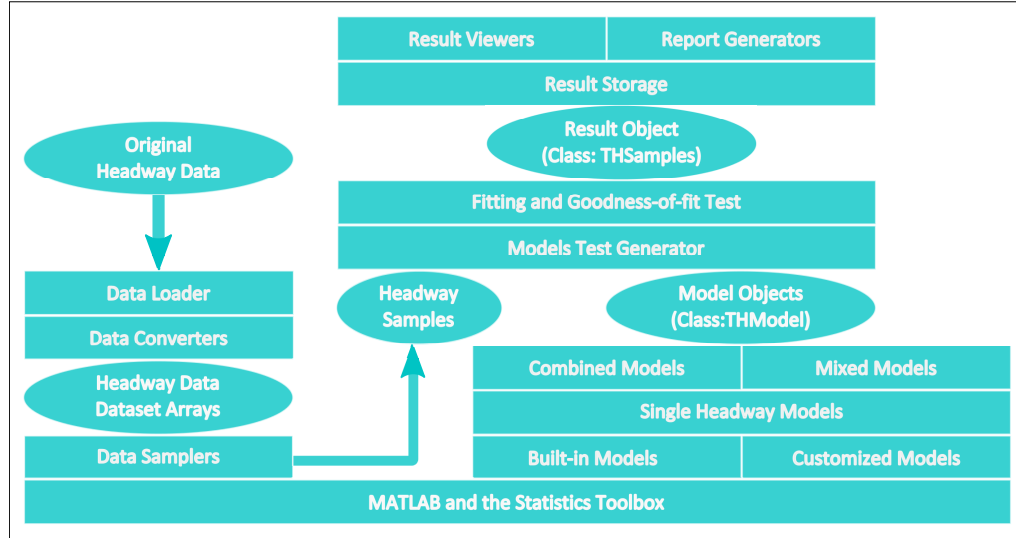 Result Viewers
Report Generators
Result Storage
Result Object
(Class: THSamples)
Original
Headway Data
Fitting and Goodness-of-fit Test
Models Test Generator
Data Loader
Data Converters
Headway
Samples
Model Objects
(Class:THModel)
Headway Data
Dataset Arrays
Combined Models
Mixed Models
Single Headway Models
Data Samplers
Built-in Models
Customized Models
MATLAB and the Statistics Toolbox